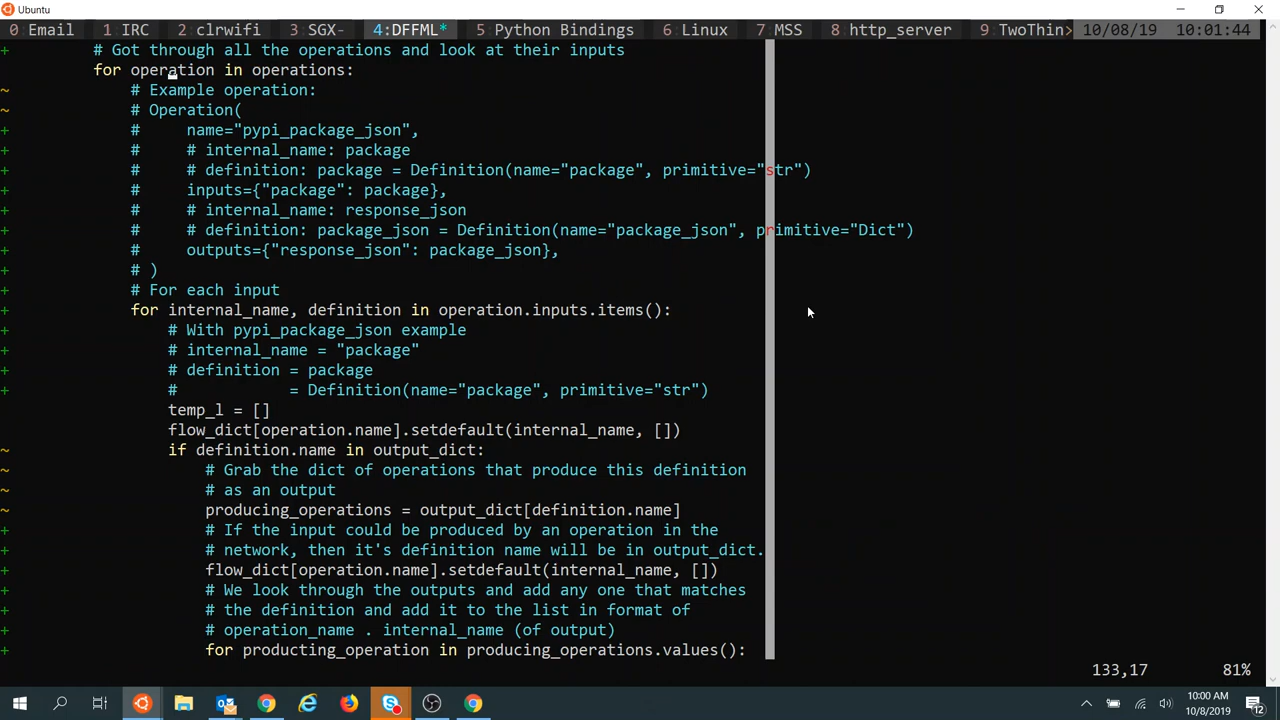 Ubuntu
0 Email 1 IRC 2 clrwifi 3 SGX- 4:DFFML* 5 Python Bindings 6 Linux 7 MSS 8 http_server 9 TwoThin> 10/08/19 10:01:44
+ # Got through all the operations and look at their inputs
for operation in operations:
~ # Example operation:
~ # Operation(
+ # name="pypi_package_json",
+ # # internal_name: package
+ # # definition: package = Definition(name="package", primitive="str")
+ # inputs={"package": package},
+ # # internal_name: response_json
+ # # definition: package_json = Definition(name="package_json", primitive="Dict")
+ # outputs={"response_json": package_json},
+ # )
+ # For each input
+ for internal_name, definition in operation.inputs.items():
+ # With pypi_package_json example
+ # internal_name = "package"
+ # definition = package
+ # = Definition(name="package", primitive="str")
temp_l = []
flow_dict[operation.name].setdefault(internal_name, [])
~ if definition.name in output_dict:
~ # Grab the dict of operations that produce this definition
~ # as an output
~ producing_operations = output_dict[definition.name]
+ # If the input could be produced by an operation in the
+ # network, then it's definition name will be in output_dict.
+ flow_dict[operation.name].setdefault(internal_name, [])
+ # We look through the outputs and add any one that matches
+ # the definition and add it to the list in format of
+ # operation_name . internal_name (of output)
+ for producting_operation in producing_operations.values():
133,17 81%
10:00 AM
10/8/2019
12